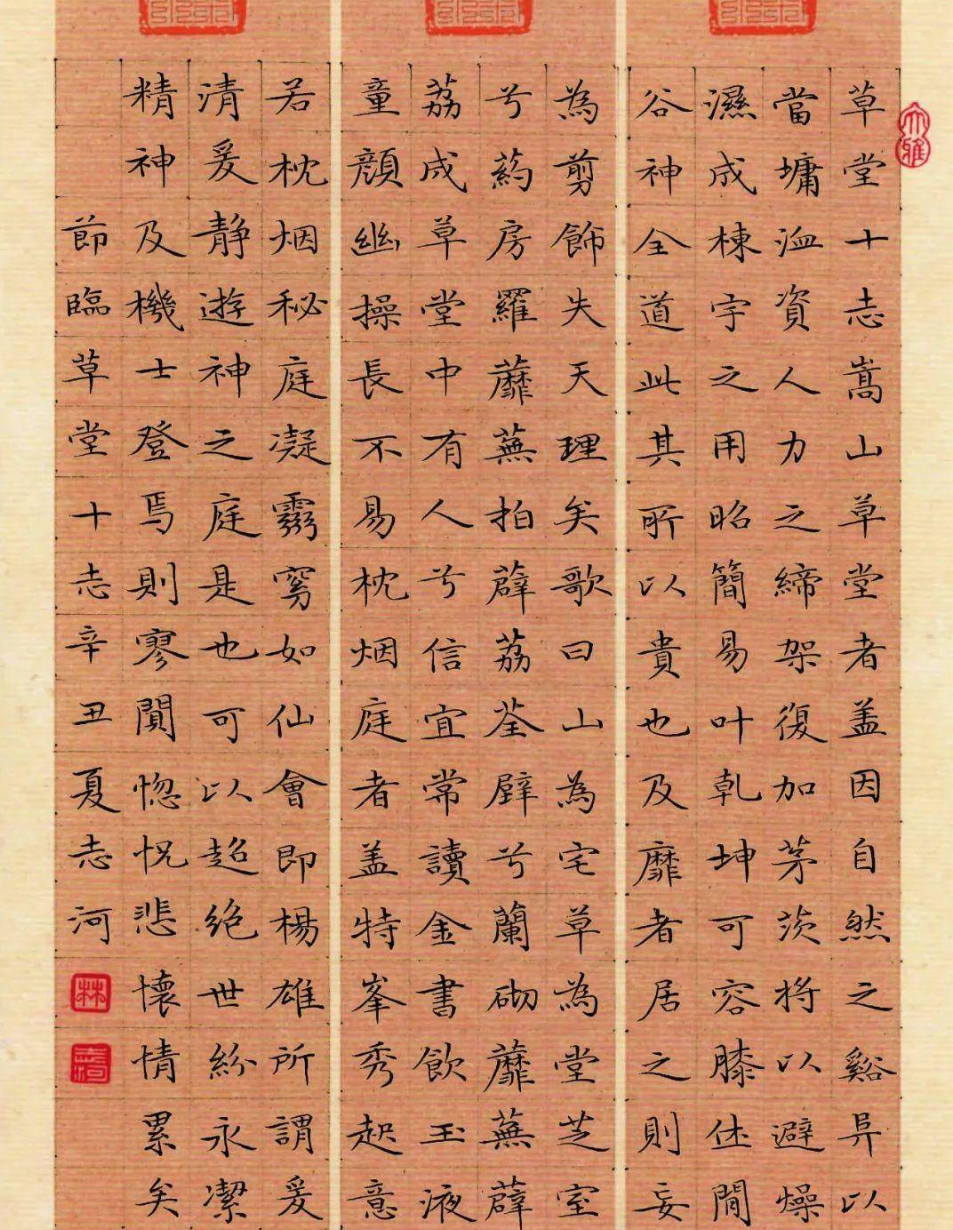 大雅
草堂十志嵩山草堂者盖因自然之谿阜以
當墉洫資人力之締架復加茅茨将以避燥
濕成棟宇之用昭簡易叶乾坤可容膝休閒
谷神全道此其所以貴也及靡者居之則妄
為剪飾失天理矣歌曰山為宅草為堂芝室
兮葯房羅蘼蕪拍薜荔荃壁兮蘭砌蘼蕪薜
荔成草堂中有人兮信宜常讀金書飲玉液
童顔幽操長不易枕烟庭者盖特峯秀起意
若枕烟秘庭凝如仙會即楊雄所謂爰
清爰静遊神之庭是也可以超絶世紛永潔
精神及機士登焉則寥闃惚怳悲懷情累矣
節臨草堂十志辛丑夏志河
林